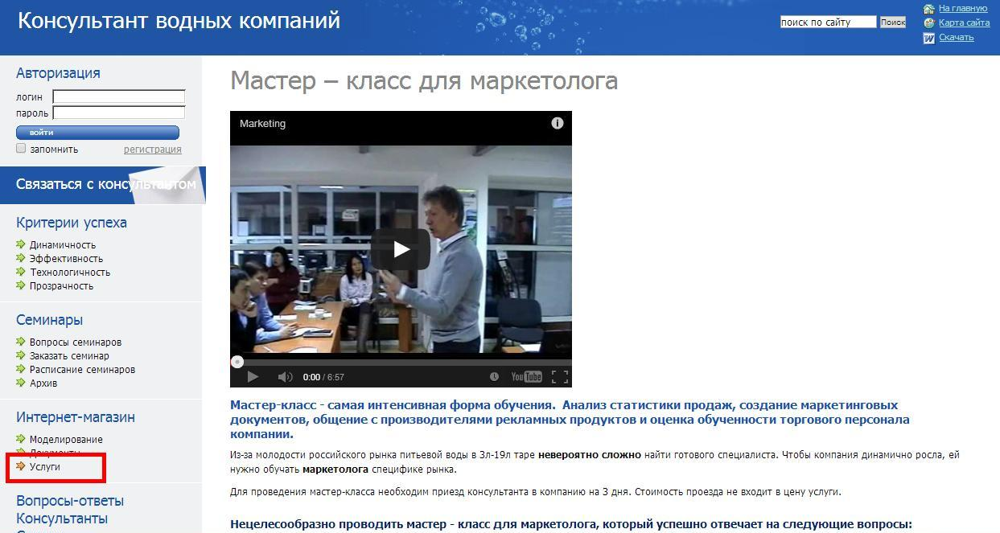 Консультант водных компаний
поиск по сайту
Поиск
На главную
Карта сайта
Скачать
Авторизация
логин
пароль
войти
запомнить регистрация
Связаться с консультантом
Критерии успеха
Динамичность
Эффективность
Технологичность
Прозрачность
Семинары
Вопросы семинаров
Заказать семинар
Расписание семинаров
Архив
Интернет-магазин
Моделирование
Документы
Услуги
Вопросы-ответы
Консультанты
Мастер – класс для маркетолога
Marketing
0:00 / 6:57
YouTube
Мастер-класс - самая интенсивная форма обучения. Анализ статистики продаж, создание маркетинговых
документов, общение с производителями рекламных продуктов и оценка обученности торгового персонала
компании.
Из-за молодости российского рынка питьевой воды в 3л-19л таре невероятно сложно найти готового специалиста. Чтобы компания динамично росла, ей
нужно обучать маркетолога специфике рынка.
Для проведения мастер-класса необходим приезд консультанта в компанию на 3 дня. Стоимость проезда не входит в цену услуги.
Нецелесообразно проводить мастер - класс для маркетолога, который успешно отвечает на следующие вопросы: